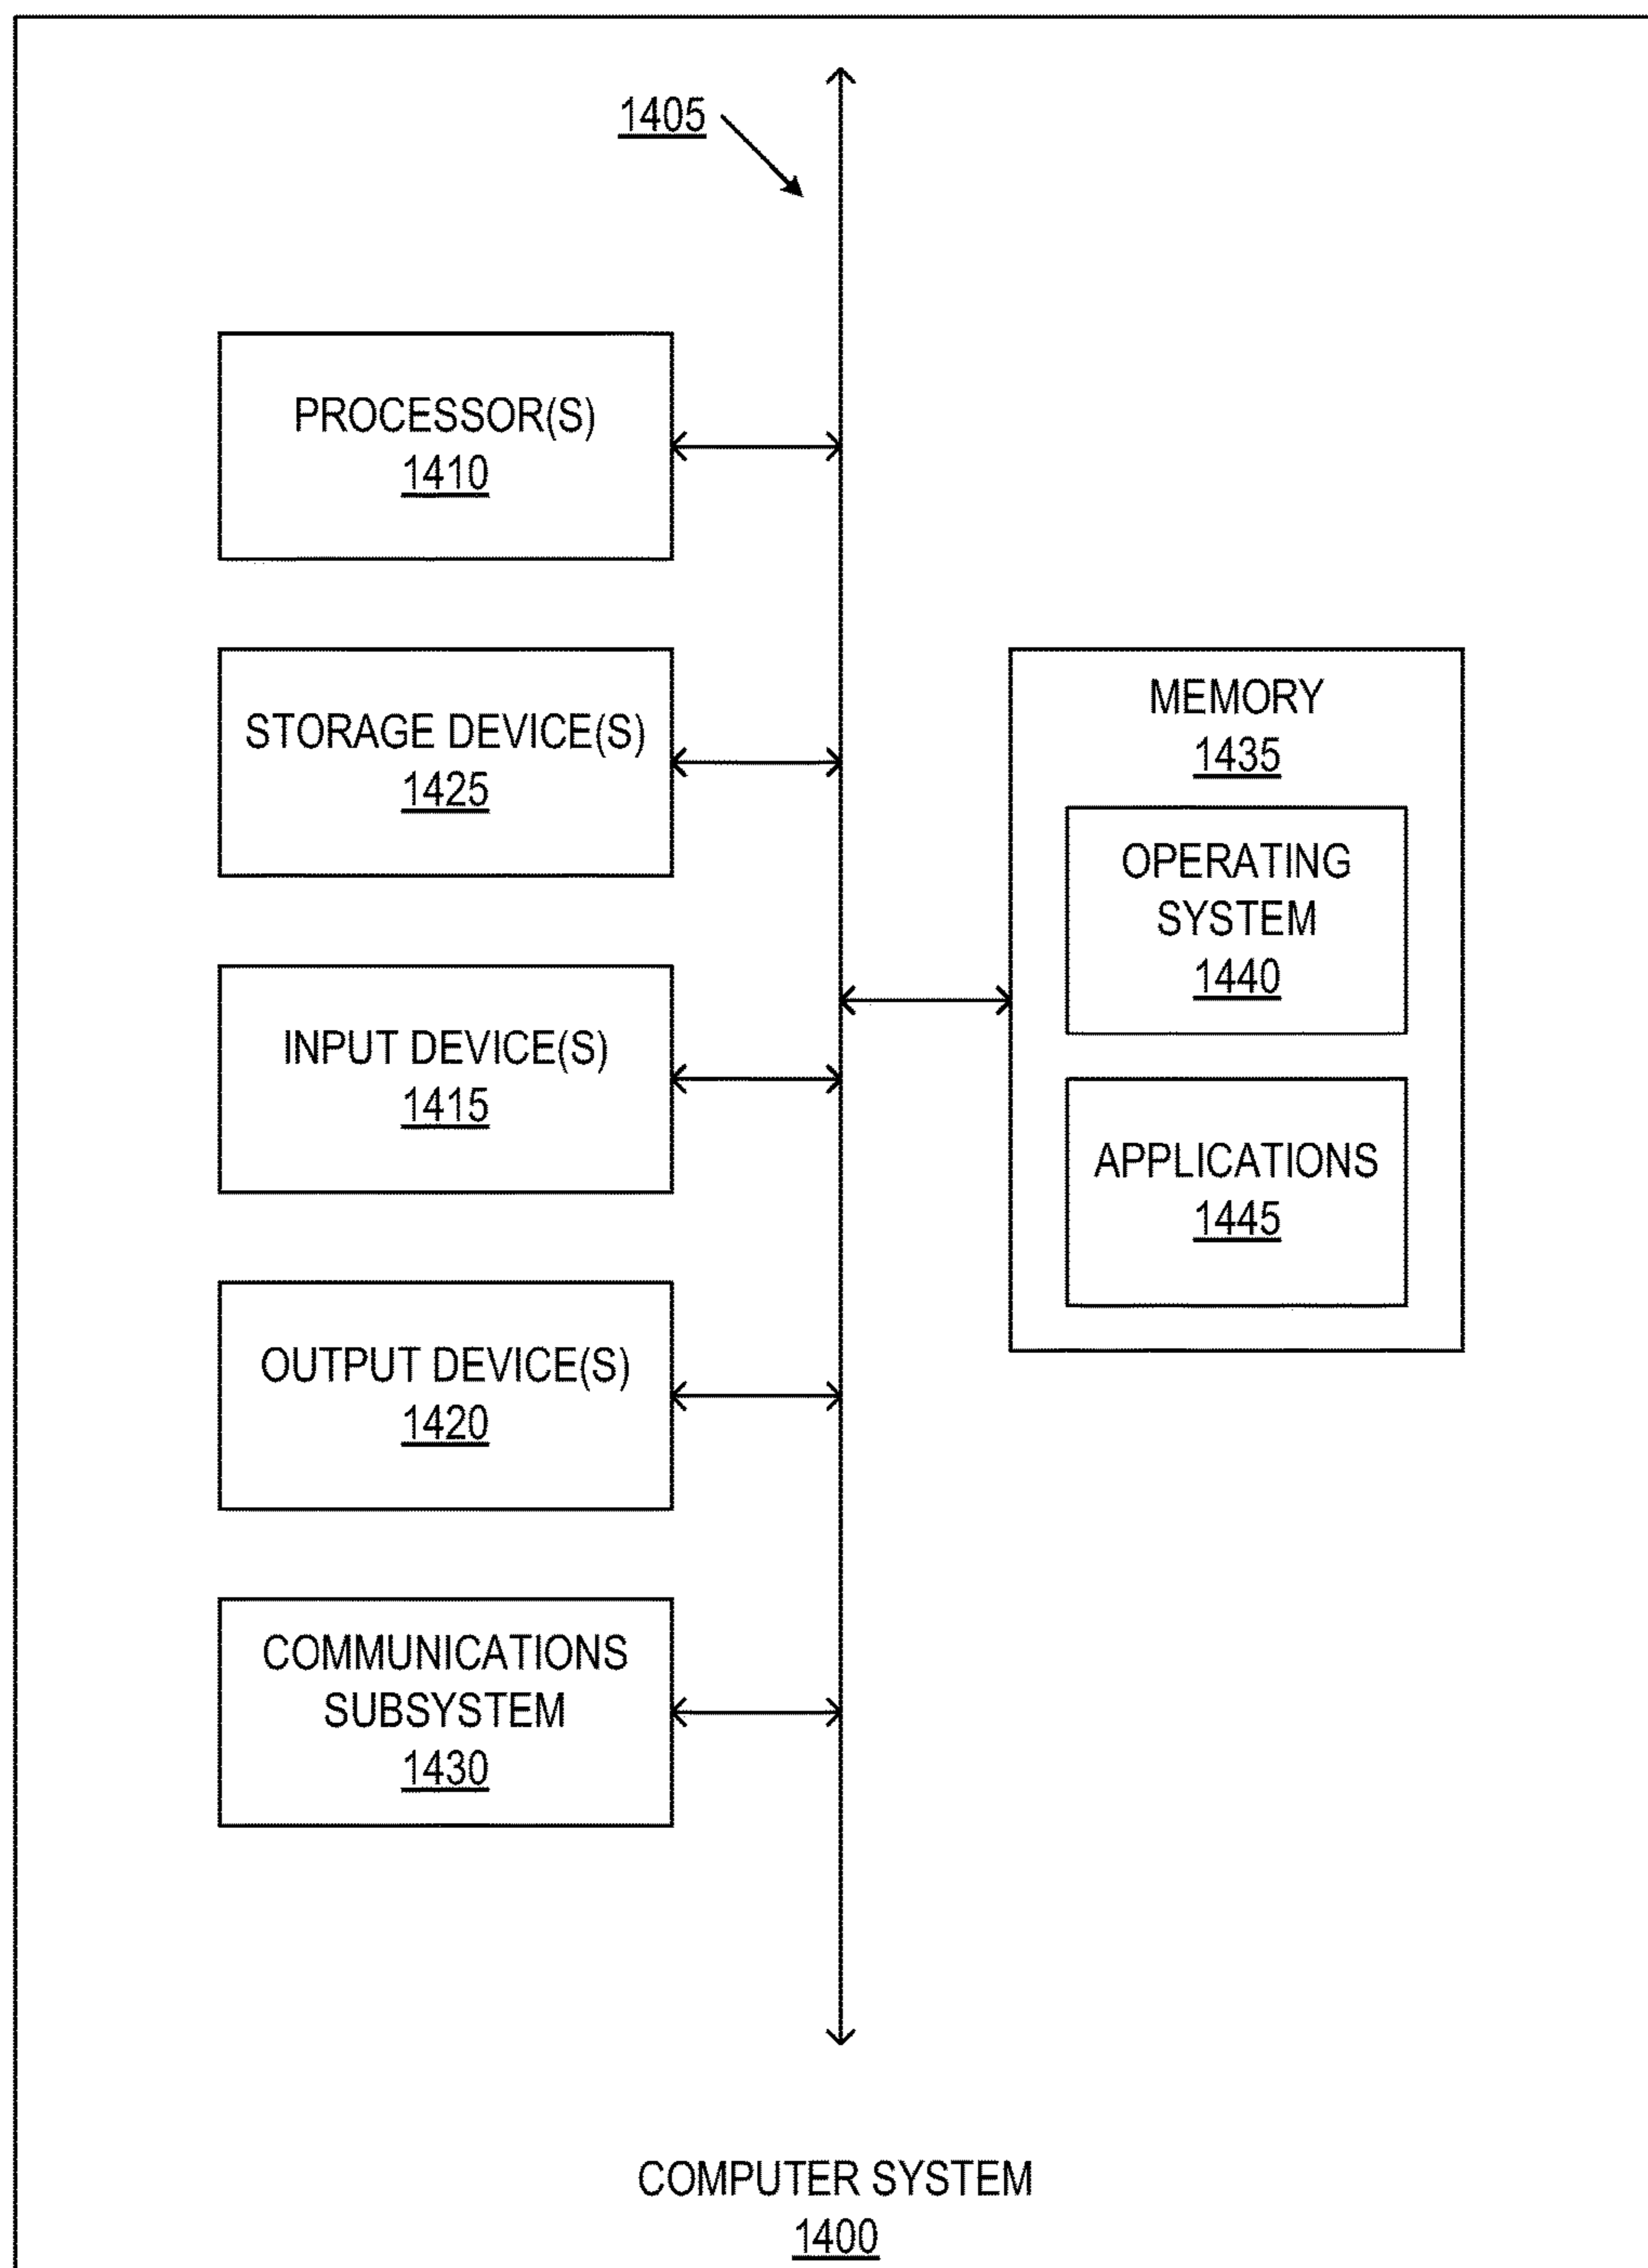 1405
PROCESSOR(S)
1410
STORAGE DEVICE(S)
1425
INPUT DEVICE(S)
1415
OUTPUT DEVICE(S)
1420
COMMUNICATIONS
SUBSYSTEM
1430
MEMORY
1435
OPERATING
SYSTEM
1440
APPLICATIONS
1445
COMPUTER SYSTEM
1400